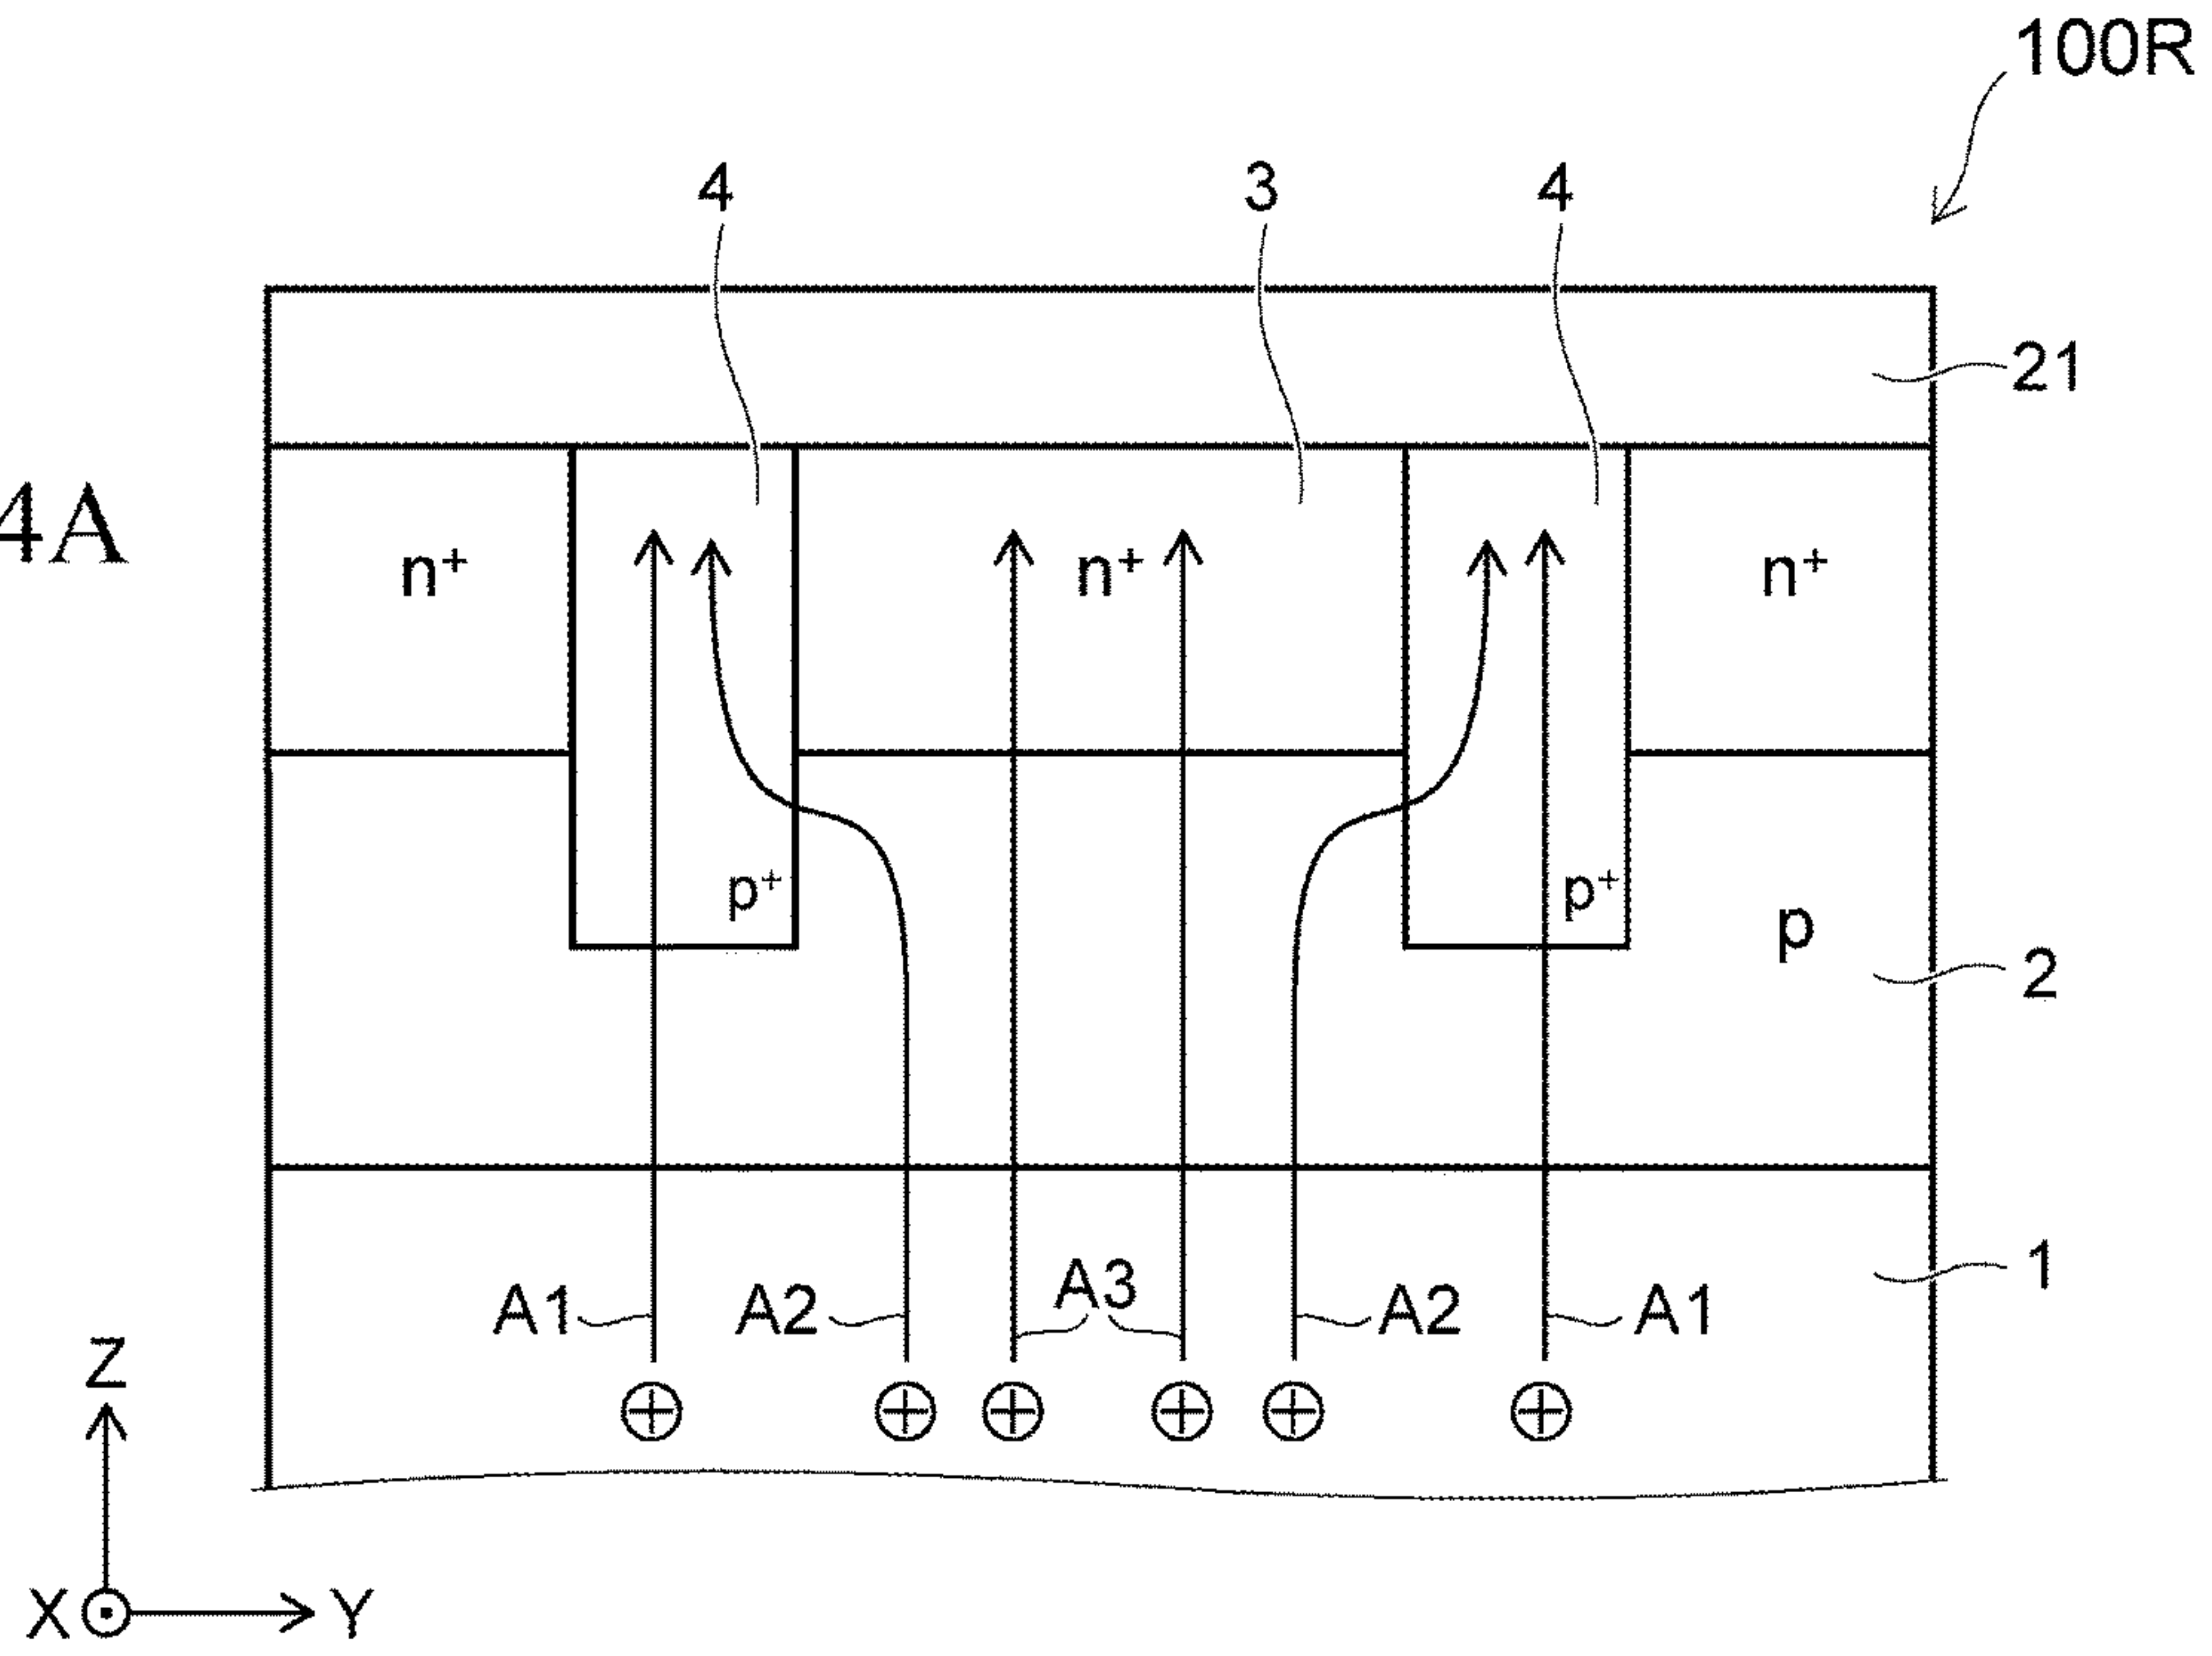 100R
4 3 4
21
4A
n⁺ n⁺ n⁺
p⁺ p⁺
p
2
1
A1 A2 A3 A2 A1
Z
X Y